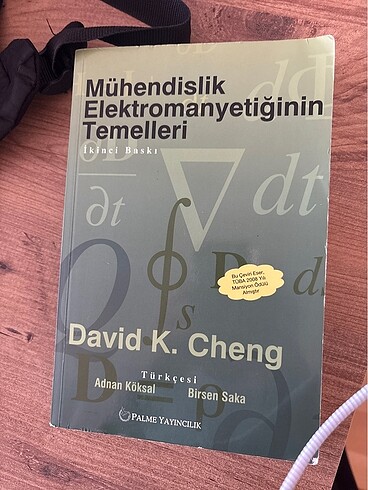 Mühendislik
Elektromanyetiğinin
Temelleri
İkinci Baskı
∂D
∂t
∇
dt
∮s
Q
D
d
Bu Çeviri Eser,
TÜBA 2008 Yılı
Mansiyon Ödülü
Almıştır
David K. Cheng
Türkçesi
Adnan Köksal Birsen Saka
D = ρ
PALME YAYINCILIK